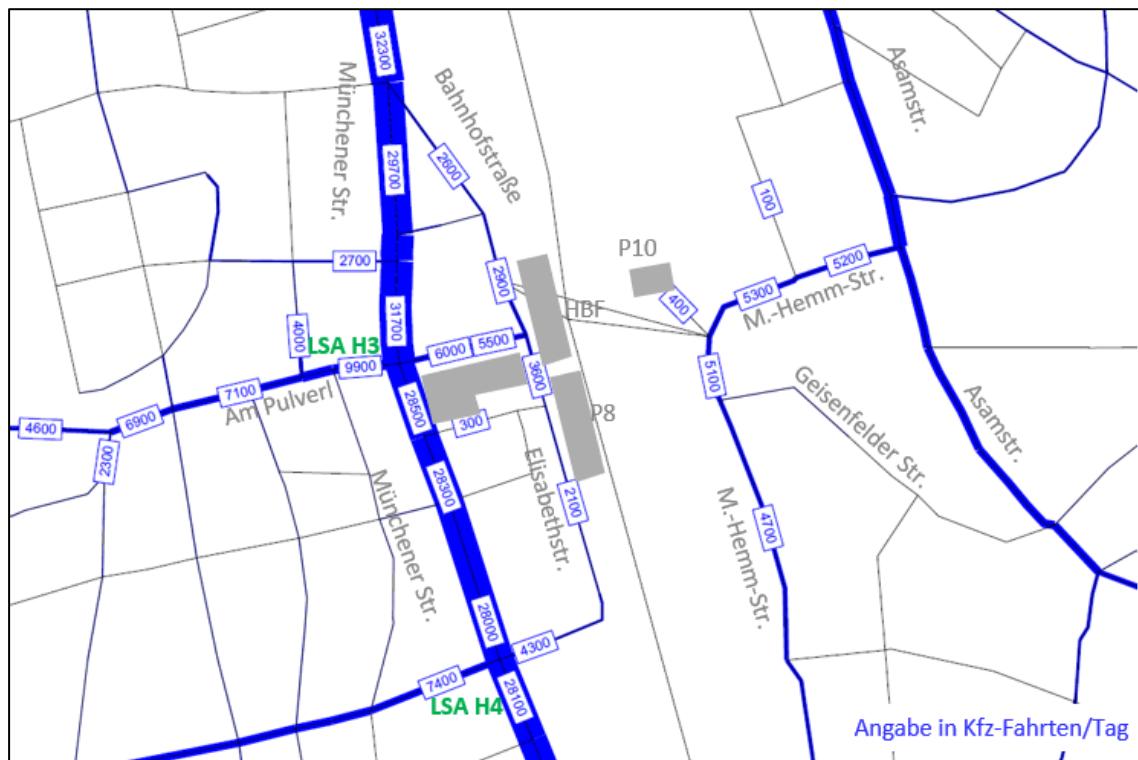 32300
Münchener Str.
Bahnhofstraße
Asamstr.
2600
29700
100
P10
2700
2900
400
5200
5300
M.-Hemm-Str.
HBF
31700
4000
LSA H3
6000
5500
9900
5100
3600
7100
Am Pulverl
28500
300
P8
Geisenfelder Str.
Asamstr.
6900
4600
2300
28300
Münchener Str.
Elisabethstr.
2100
4700
M.-Hemm-Str.
28000
4300
7400
28100
LSA H4
Angabe in Kfz-Fahrten/Tag